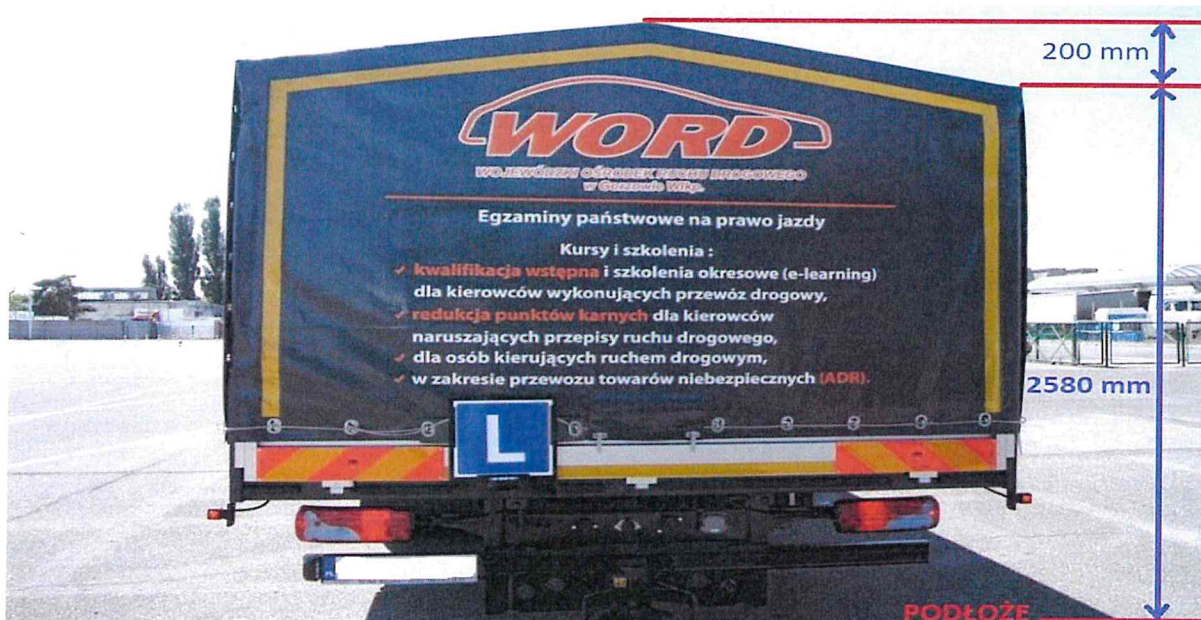 200 mm
WORD
WOJEWÓDZKI OŚRODEK RUCHU DROGOWEGO
w Gorzowie Wlkp.
Egzaminy państwowe na prawo jazdy
Kursy i szkolenia :
✓ kwalifikacja wstępna i szkolenia okresowe (e-learning)
dla kierowców wykonujących przewóz drogowy,
✓ redukcja punktów karnych dla kierowców
naruszających przepisy ruchu drogowego,
✓ dla osób kierujących ruchem drogowym,
✓ w zakresie przewozu towarów niebezpiecznych (ADR).
2580 mm
L
PODŁOŻE